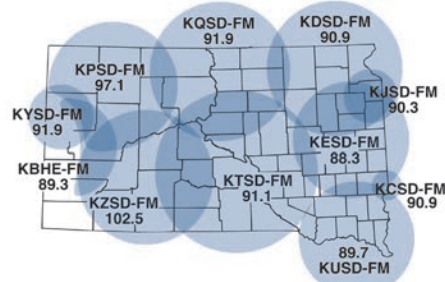 KQSD-FM
91.9
KDSD-FM
90.9
KPSD-FM
97.1
KJSD-FM
90.3
KYSD-FM
91.9
KESD-FM
88.3
KBHE-FM
89.3
KTSD-FM
91.1
KCSD-FM
90.9
KZSD-FM
102.5
89.7
KUSD-FM